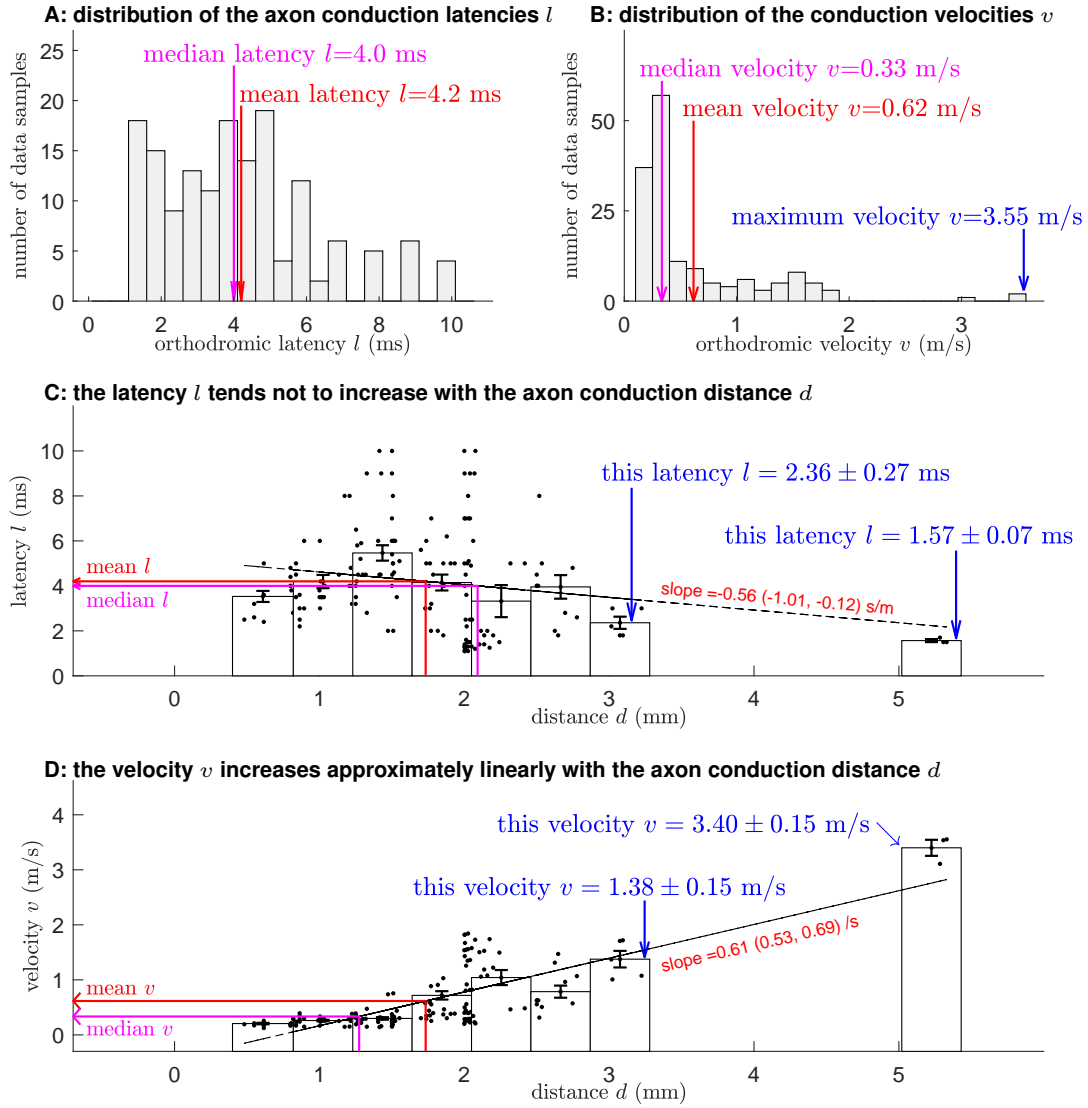 A: distribution of the axon conduction latencies l
25
20
15
10
5
0
number of data samples
median latency l=4.0 ms
mean latency l=4.2 ms
0 2 4 6 8 10
orthodromic latency l (ms)
B: distribution of the conduction velocities v
50
25
0
number of data samples
median velocity v=0.33 m/s
mean velocity v=0.62 m/s
maximum velocity v=3.55 m/s
0 1 2 3
orthodromic velocity v (m/s)
C: the latency l tends not to increase with the axon conduction distance d
10
8
6
4
2
0
latency l (ms)
this latency l = 2.36 ± 0.27 ms
this latency l = 1.57 ± 0.07 ms
mean l
median l
slope =-0.56 (-1.01, -0.12) s/m
0 1 2 3 4 5
distance d (mm)
D: the velocity v increases approximately linearly with the axon conduction distance d
4
3
2
1
0
velocity v (m/s)
this velocity v = 3.40 ± 0.15 m/s
this velocity v = 1.38 ± 0.15 m/s
slope =0.61 (0.53, 0.69) /s
mean v
median v
0 1 2 3 4 5
distance d (mm)